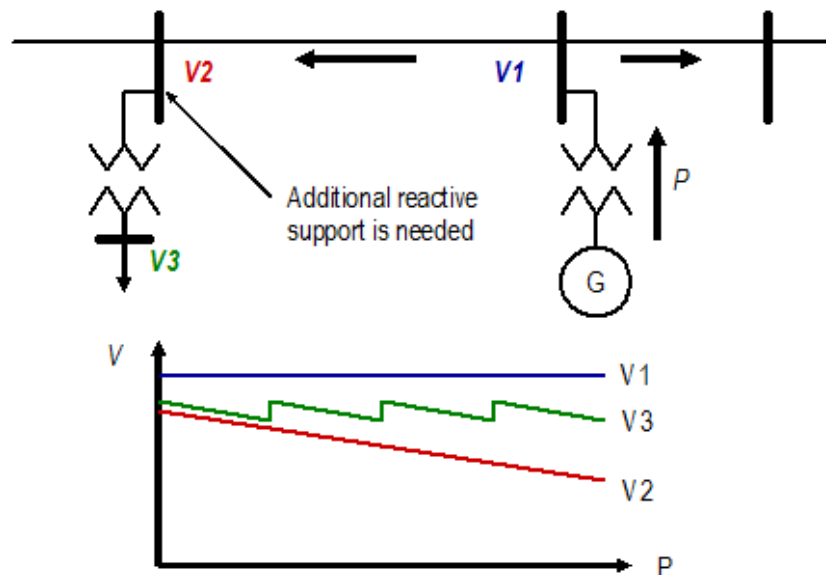 V2
V1
P
Additional reactive
support is needed
V3
G
V
V1
V3
V2
P